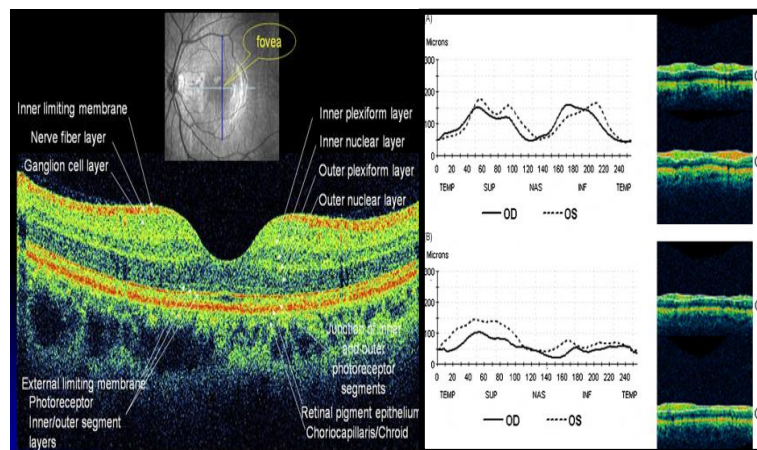 fovea
Inner limiting membrane
Nerve fiber layer
Ganglion cell layer
Inner plexiform layer
Inner nuclear layer
Outer plexiform layer
Outer nuclear layer
External limiting membrane
Photoreceptor
Inner/outer segment
layers
Junction of inner
and outer
photoreceptor
segments
Retinal pigment epithelium
Choriocapillaris/Chroid
A)
Microns
200
100
0
0 20 40 60 80 100 120 140 160 180 200 220 240
TEMP SUP NAS INF TEMP
OD OS
B)
Microns
200
100
0
0 20 40 60 80 100 120 140 160 180 200 220 240
TEMP SUP NAS INF TEMP
OD OS